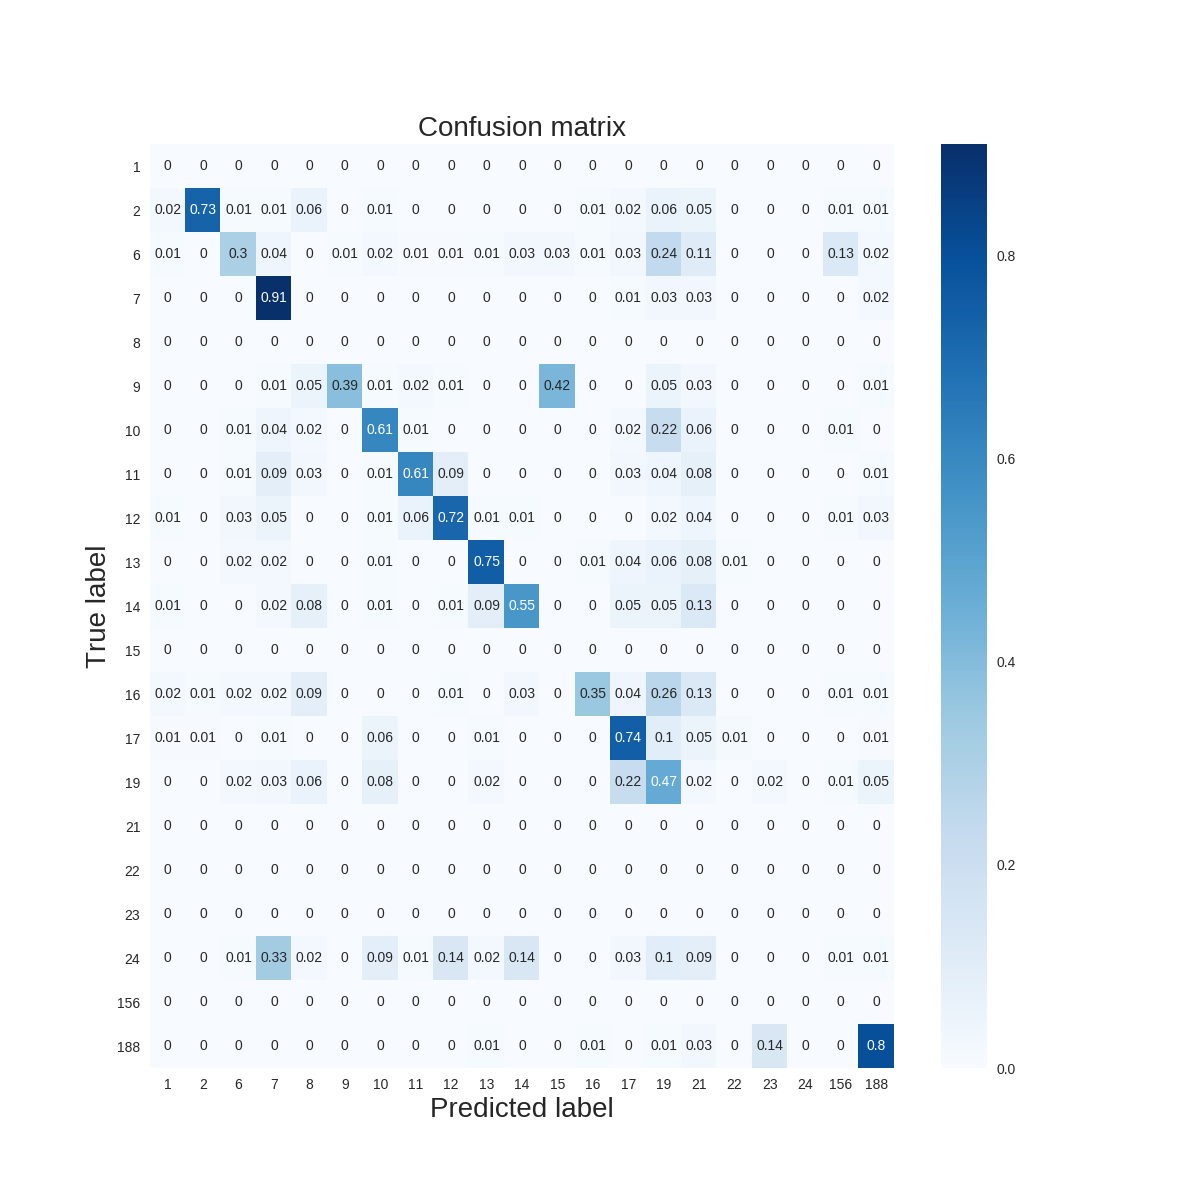 Confusion matrix
1 0 0 0 0 0 0 0 0 0 0 0 0 0 0 0 0 0 0 0 0 0
2 0.02 0.73 0.01 0.01 0.06 0 0.01 0 0 0 0 0 0.01 0.02 0.06 0.05 0 0 0 0.01 0.01
6 0.01 0 0.3 0.04 0 0.01 0.02 0.01 0.01 0.01 0.03 0.03 0.01 0.03 0.24 0.11 0 0 0 0.13 0.02
7 0 0 0 0.91 0 0 0 0 0 0 0 0 0 0.01 0.03 0.03 0 0 0 0 0.02
8 0 0 0 0 0 0 0 0 0 0 0 0 0 0 0 0 0 0 0 0 0
9 0 0 0 0.01 0.05 0.39 0.01 0.02 0.01 0 0 0.42 0 0 0.05 0.03 0 0 0 0 0.01
10 0 0 0.01 0.04 0.02 0 0.61 0.01 0 0 0 0 0 0.02 0.22 0.06 0 0 0 0.01 0
11 0 0 0.01 0.09 0.03 0 0.01 0.61 0.09 0 0 0 0 0.03 0.04 0.08 0 0 0 0 0.01
12 0.01 0 0.03 0.05 0 0 0.01 0.06 0.72 0.01 0.01 0 0 0 0.02 0.04 0 0 0 0.01 0.03
13 0 0 0.02 0.02 0 0 0.01 0 0 0.75 0 0 0.01 0.04 0.06 0.08 0.01 0 0 0 0
14 0.01 0 0 0.02 0.08 0 0.01 0 0.01 0.09 0.55 0 0 0.05 0.05 0.13 0 0 0 0 0
15 0 0 0 0 0 0 0 0 0 0 0 0 0 0 0 0 0 0 0 0 0
16 0.02 0.01 0.02 0.02 0.09 0 0 0 0.01 0 0.03 0 0.35 0.04 0.26 0.13 0 0 0 0.01 0.01
17 0.01 0.01 0 0.01 0 0 0.06 0 0 0.01 0 0 0 0.74 0.1 0.05 0.01 0 0 0 0.01
19 0 0 0.02 0.03 0.06 0 0.08 0 0 0.02 0 0 0 0.22 0.47 0.02 0 0.02 0 0.01 0.05
21 0 0 0 0 0 0 0 0 0 0 0 0 0 0 0 0 0 0 0 0 0
22 0 0 0 0 0 0 0 0 0 0 0 0 0 0 0 0 0 0 0 0 0
23 0 0 0 0 0 0 0 0 0 0 0 0 0 0 0 0 0 0 0 0 0
24 0 0 0.01 0.33 0.02 0 0.09 0.01 0.14 0.02 0.14 0 0 0.03 0.1 0.09 0 0 0 0.01 0.01
156 0 0 0 0 0 0 0 0 0 0 0 0 0 0 0 0 0 0 0 0 0
188 0 0 0 0 0 0 0 0 0 0.01 0 0 0.01 0 0.01 0.03 0 0.14 0 0 0.8
1 2 6 7 8 9 10 11 12 13 14 15 16 17 19 21 22 23 24 156 188
Predicted label
True label
0.8
0.6
0.4
0.2
0.0